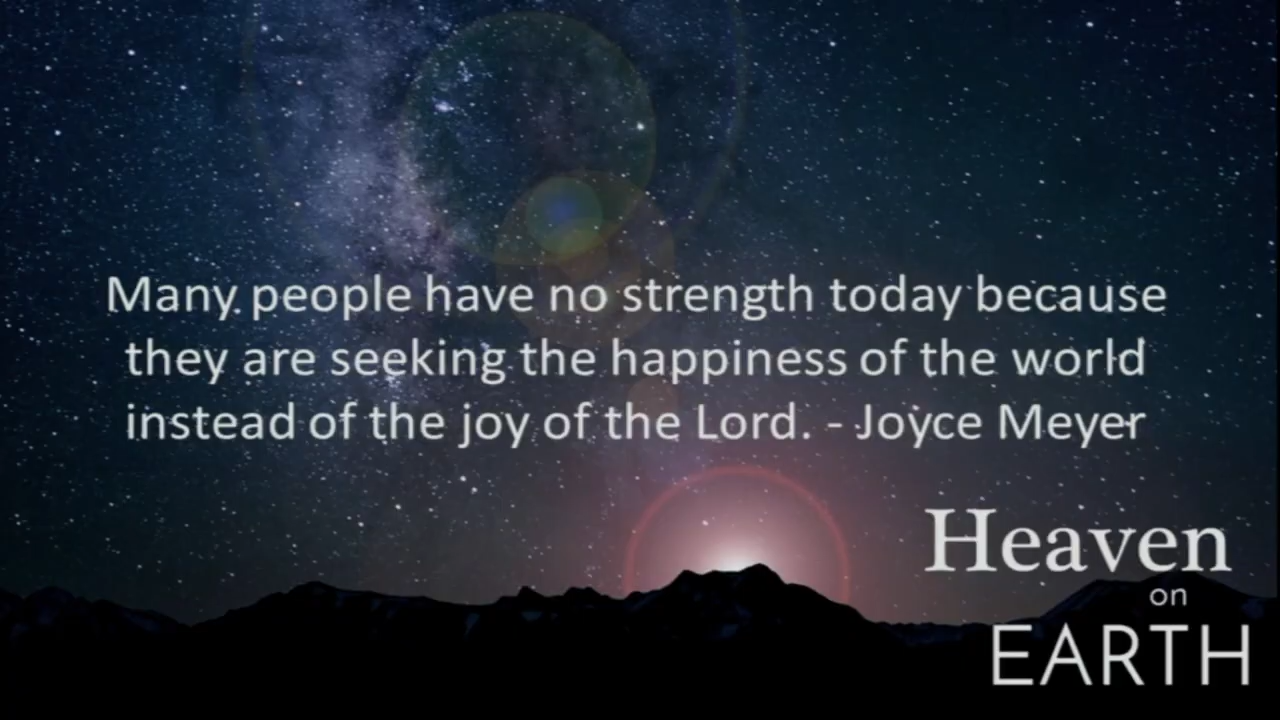 Many people have no strength today because
they are seeking the happiness of the world
instead of the joy of the Lord. - Joyce Meyer
Heaven
on
EARTH